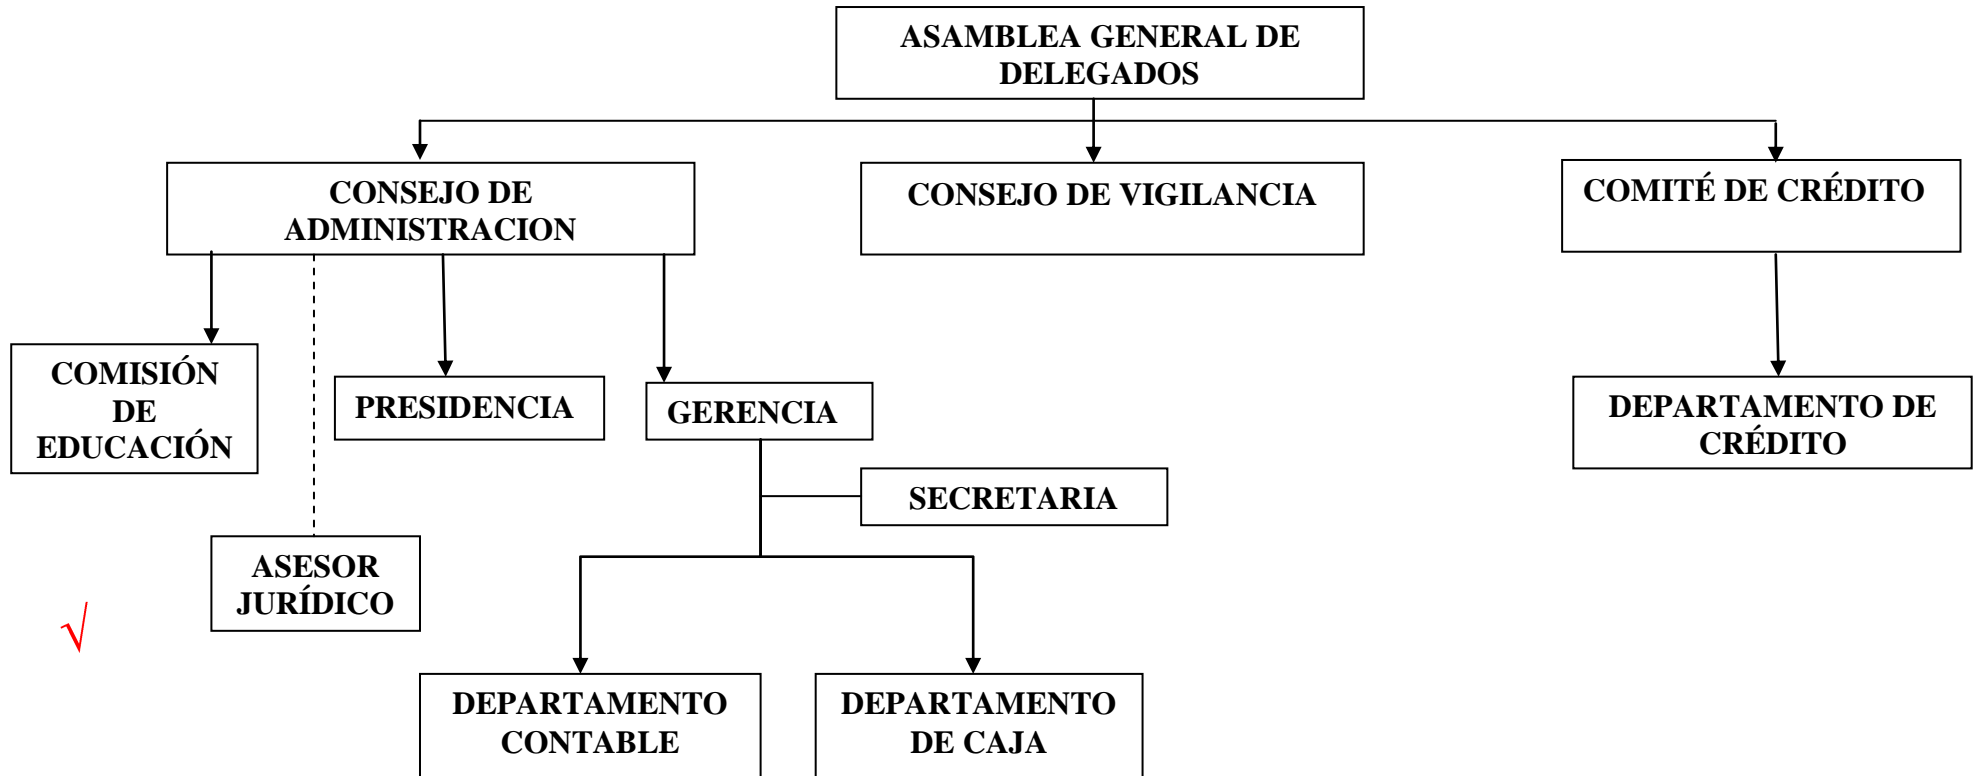 ASAMBLEA GENERAL DE
DELEGADOS
CONSEJO DE
ADMINISTRACION
CONSEJO DE VIGILANCIA
COMITÉ DE CRÉDITO
COMISIÓN
DE
EDUCACIÓN
PRESIDENCIA
GERENCIA
DEPARTAMENTO DE
CRÉDITO
SECRETARIA
ASESOR
JURÍDICO
√
DEPARTAMENTO
CONTABLE
DEPARTAMENTO
DE CAJA